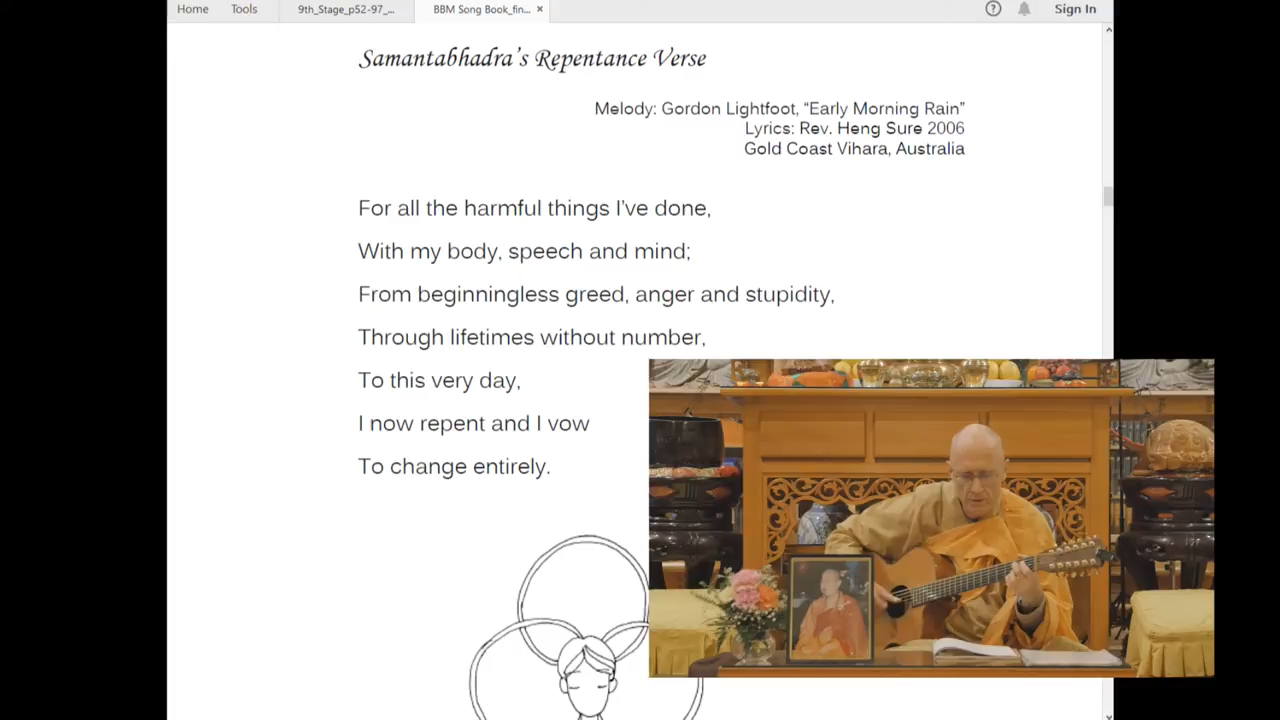 Home Tools 9th_Stage_p52-97_... BBM Song Book_fin... × ? Sign In
Samantabhadra's Repentance Verse
Melody: Gordon Lightfoot, “Early Morning Rain”
Lyrics: Rev. Heng Sure 2006
Gold Coast Vihara, Australia
For all the harmful things I've done,
With my body, speech and mind;
From beginningless greed, anger and stupidity,
Through lifetimes without number,
To this very day,
I now repent and I vow
To change entirely.